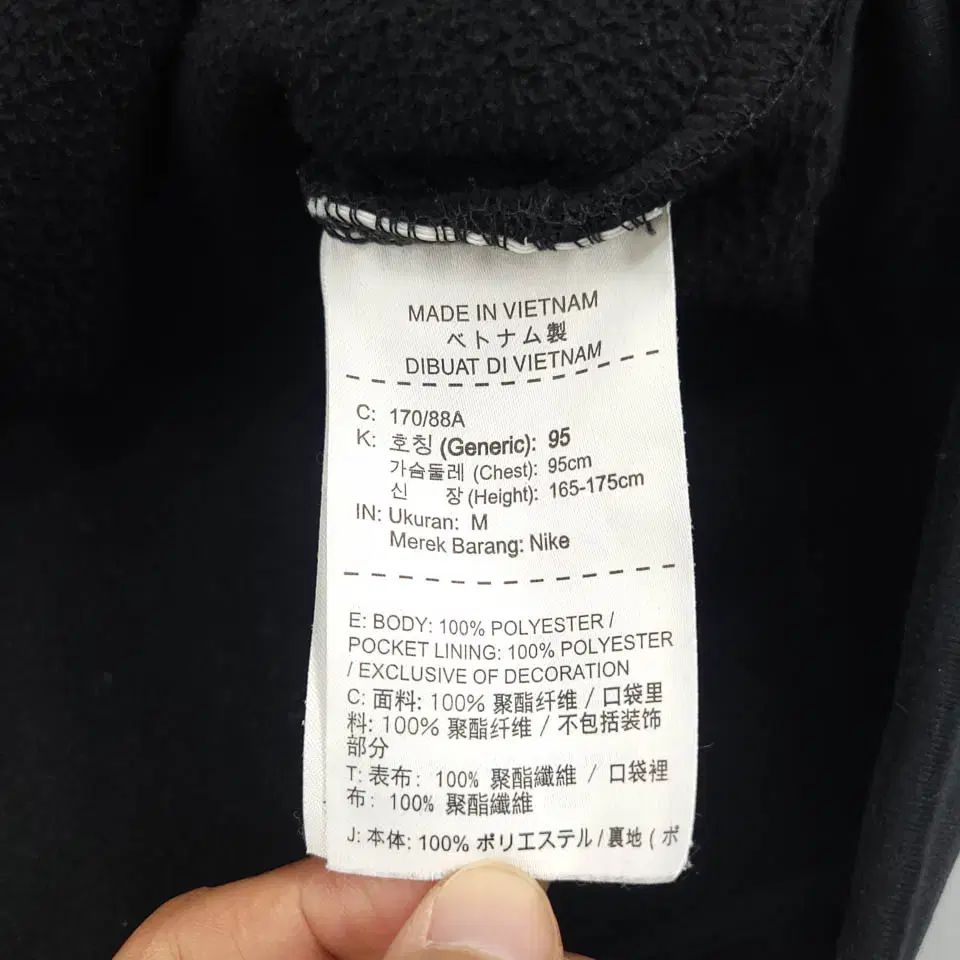 MADE IN VIETNAM
ベトナム製
DIBUAT DI VIETNAM
C: 170/88A
K: 호칭 (Generic): 95
가슴둘레 (Chest): 95cm
신 장 (Height): 165-175cm
IN: Ukuran: M
Merek Barang: Nike
E: BODY: 100% POLYESTER /
POCKET LINING: 100% POLYESTER
/ EXCLUSIVE OF DECORATION
C: 面料: 100% 聚酯纤维 / 口袋里
料: 100% 聚酯纤维 / 不包括装饰
部分
T: 表布: 100% 聚酯纖維 / 口袋裡
布: 100% 聚酯纖維
J: 本体: 100% ポリエステル / 裏地 ( ポ